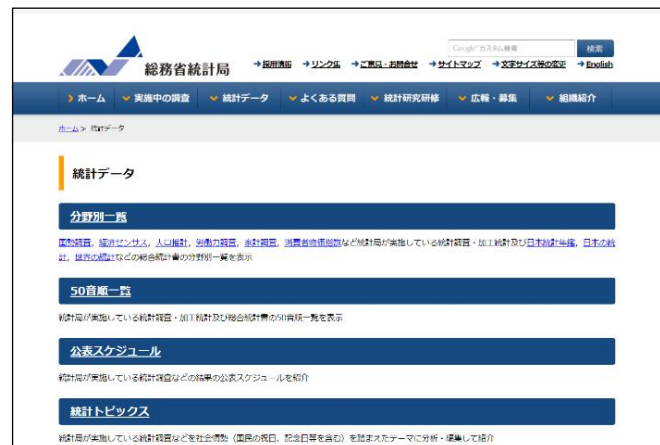 Google カスタム検索
検索
総務省統計局
採用情報 リンク集 ご意見・お問合せ サイトマップ 文字サイズ等の変更 English
ホーム 実施中の調査 統計データ よくある質問 統計研究研修 広報・募集 組織紹介
ホーム> 統計データ
統計データ
分野別一覧
国勢調査，経済センサス，人口推計，労働力調査，家計調査，消費者物価指数など統計局が実施している統計調査・加工統計及び日本統計年鑑，日本の統
計，世界の統計などの総合統計書の分野別一覧を表示
50音順一覧
統計局が実施している統計調査・加工統計及び総合統計書の50音順一覧を表示
公表スケジュール
統計局が実施している統計調査などの結果の公表スケジュールを紹介
統計トピックス
統計局が実施している統計調査などを社会情勢（国民の祝日、記念日等を含む）を踏まえたテーマに分析・編集して紹介